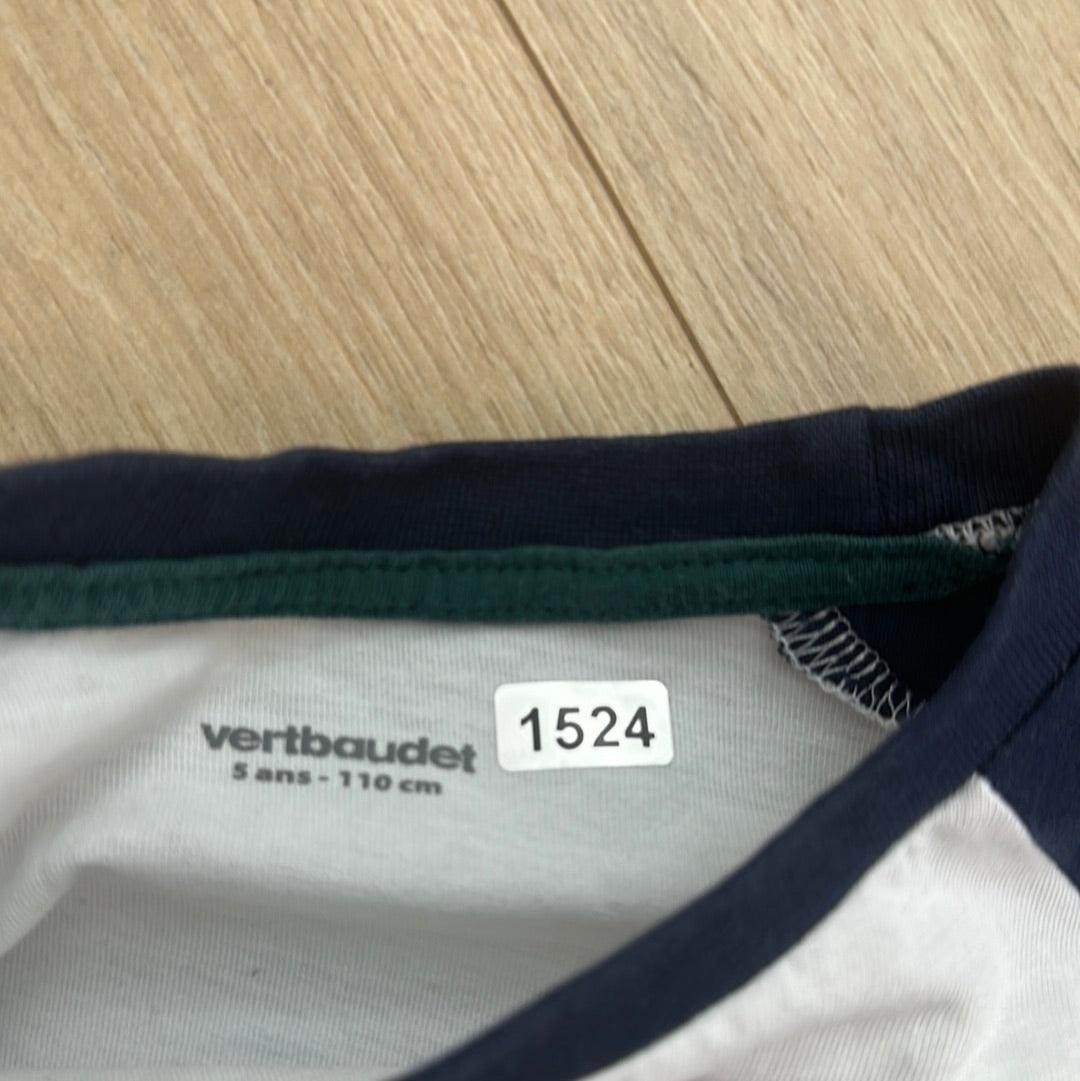 vertbaudet
5 ans - 110 cm
1524